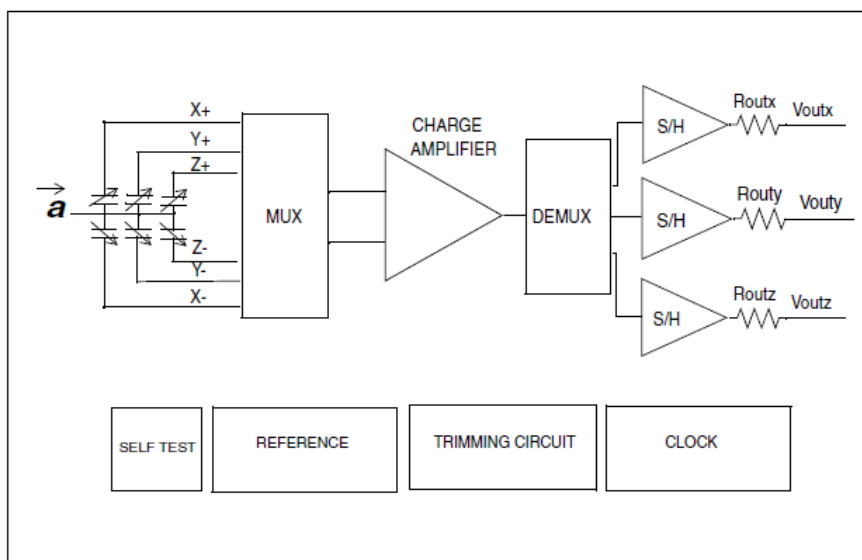 X+
Y+
Z+
a
Z-
Y-
X-
MUX
CHARGE
AMPLIFIER
DEMUX
S/H
Routx
Voutx
S/H
Routy
Vouty
S/H
Routz
Voutz
SELF TEST
REFERENCE
TRIMMING CIRCUIT
CLOCK